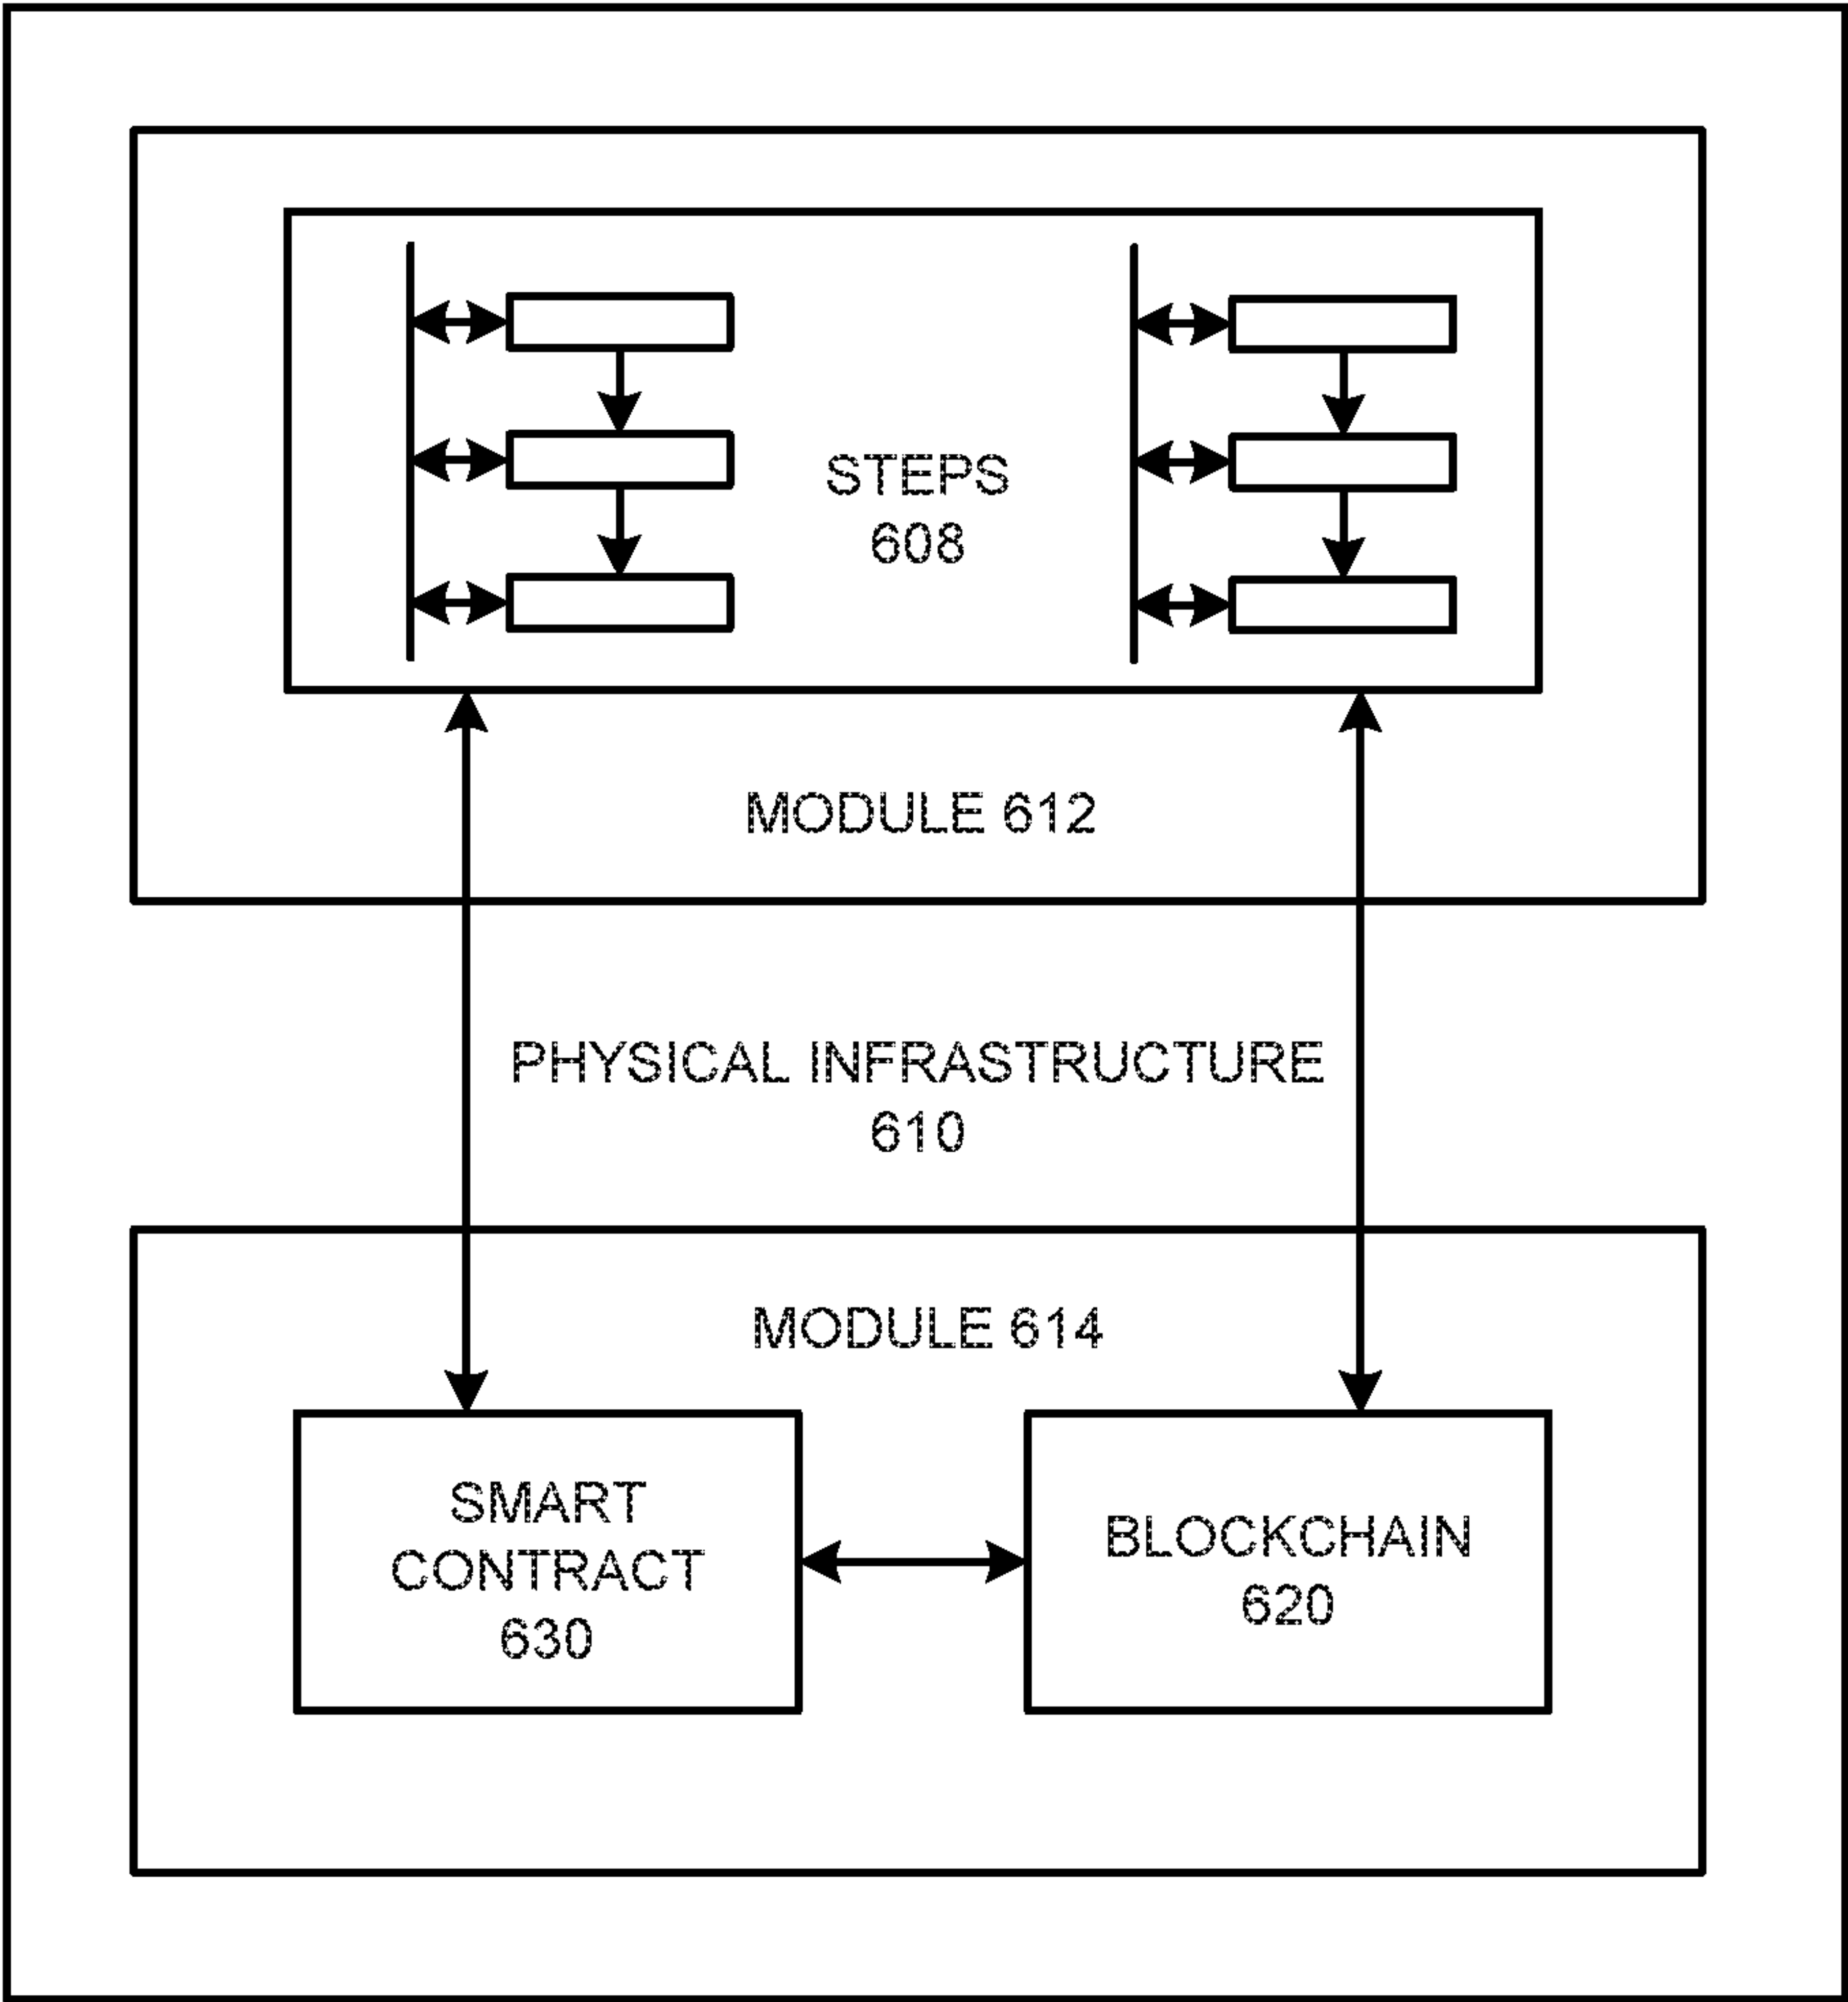 STEPS
608
MODULE 612
PHYSICAL INFRASTRUCTURE
610
MODULE 614
SMART
CONTRACT
630
BLOCKCHAIN
620